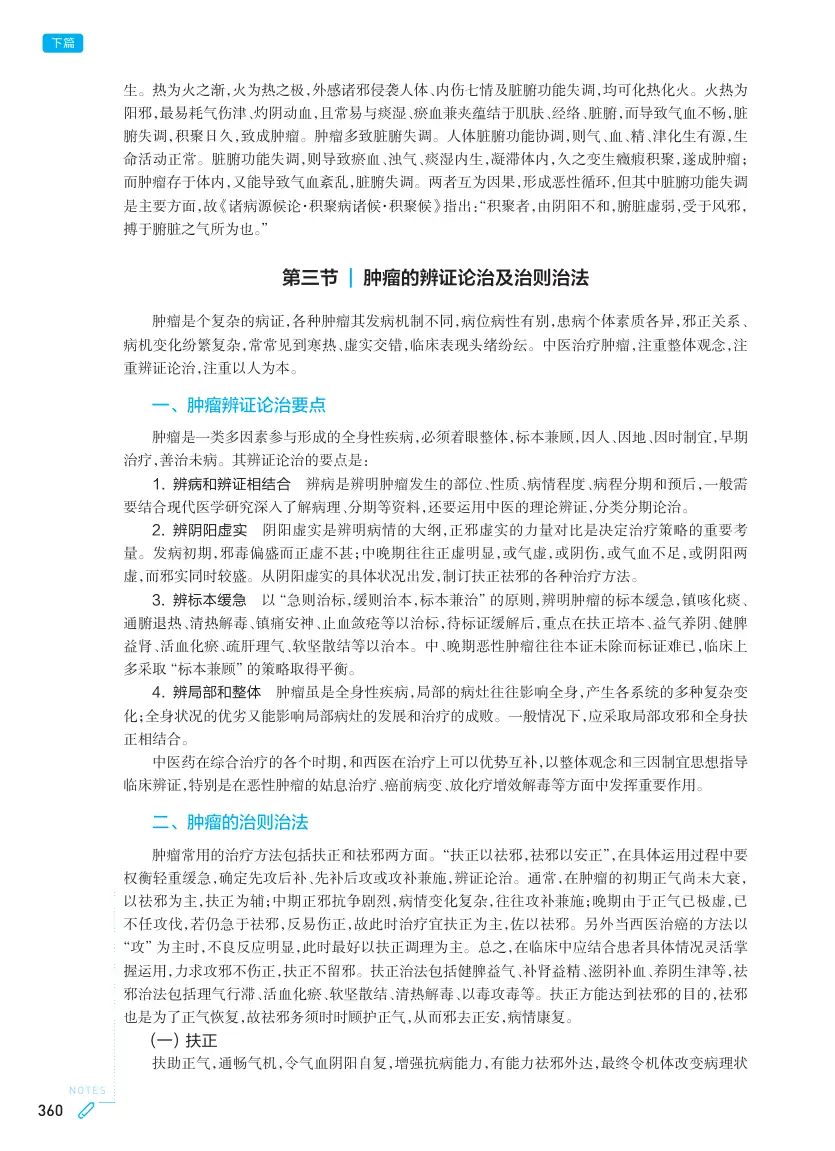 下篇
生。热为火之渐,火为热之极,外感诸邪侵袭人体、内伤七情及脏腑功能失调,均可化热化火。火热为
阳邪,最易耗气伤津、灼阴动血,且常易与痰湿、瘀血兼夹蕴结于肌肤、经络、脏腑,而导致气血不畅,脏
腑失调,积聚日久,致成肿瘤。肿瘤多致脏腑失调。人体脏腑功能协调,则气、血、精、津化生有源,生
命活动正常。脏腑功能失调,则导致瘀血、浊气、痰湿内生,凝滞体内,久之变生癥瘕积聚,遂成肿瘤;
而肿瘤存于体内,又能导致气血紊乱,脏腑失调。两者互为因果,形成恶性循环,但其中脏腑功能失调
是主要方面,故《诸病源候论·积聚病诸候·积聚候》指出:“积聚者,由阴阳不和,腑脏虚弱,受于风邪,
搏于腑脏之气所为也。”
第三节 | 肿瘤的辨证论治及治则治法
肿瘤是个复杂的病证,各种肿瘤其发病机制不同,病位病性有别,患病个体素质各异,邪正关系、
病机变化纷繁复杂,常常见到寒热、虚实交错,临床表现头绪纷纭。中医治疗肿瘤,注重整体观念,注
重辨证论治,注重以人为本。
一、肿瘤辨证论治要点
肿瘤是一类多因素参与形成的全身性疾病,必须着眼整体,标本兼顾,因人、因地、因时制宜,早期
治疗,善治未病。其辨证论治的要点是:
1. 辨病和辨证相结合 辨病是辨明肿瘤发生的部位、性质、病情程度、病程分期和预后,一般需
要结合现代医学研究深入了解病理、分期等资料,还要运用中医的理论辨证,分类分期论治。
2. 辨阴阳虚实 阴阳虚实是辨明病情的大纲,正邪虚实的力量对比是决定治疗策略的重要考
量。发病初期,邪毒偏盛而正虚不甚;中晚期往往正虚明显,或气虚,或阴伤,或气血不足,或阴阳两
虚,而邪实同时较盛。从阴阳虚实的具体状况出发,制订扶正祛邪的各种治疗方法。
3. 辨标本缓急 以“急则治标,缓则治本,标本兼治”的原则,辨明肿瘤的标本缓急,镇咳化痰、
通腑退热、清热解毒、镇痛安神、止血敛疮等以治标,待标证缓解后,重点在扶正培本、益气养阴、健脾
益肾、活血化瘀、疏肝理气、软坚散结等以治本。中、晚期恶性肿瘤往往本证未除而标证难已,临床上
多采取“标本兼顾”的策略取得平衡。
4. 辨局部和整体 肿瘤虽是全身性疾病,局部的病灶往往影响全身,产生各系统的多种复杂变
化;全身状况的优劣又能影响局部病灶的发展和治疗的成败。一般情况下,应采取局部攻邪和全身扶
正相结合。
中医药在综合治疗的各个时期,和西医在治疗上可以优势互补,以整体观念和三因制宜思想指导
临床辨证,特别是在恶性肿瘤的姑息治疗、癌前病变、放化疗增效解毒等方面中发挥重要作用。
二、肿瘤的治则治法
肿瘤常用的治疗方法包括扶正和祛邪两方面。“扶正以祛邪,祛邪以安正”,在具体运用过程中要
权衡轻重缓急,确定先攻后补、先补后攻或攻补兼施,辨证论治。通常,在肿瘤的初期正气尚未大衰,
以祛邪为主,扶正为辅;中期正邪抗争剧烈,病情变化复杂,往往攻补兼施;晚期由于正气已极虚,已
不任攻伐,若仍急于祛邪,反易伤正,故此时治疗宜扶正为主,佐以祛邪。另外当西医治癌的方法以
“攻”为主时,不良反应明显,此时最好以扶正调理为主。总之,在临床中应结合患者具体情况灵活掌
握运用,力求攻邪不伤正,扶正不留邪。扶正治法包括健脾益气、补肾益精、滋阴补血、养阴生津等,祛
邪治法包括理气行滞、活血化瘀、软坚散结、清热解毒、以毒攻毒等。扶正方能达到祛邪的目的,祛邪
也是为了正气恢复,故祛邪务须时时顾护正气,从而邪去正安,病情康复。
(一)扶正
扶助正气,通畅气机,令气血阴阳自复,增强抗病能力,有能力祛邪外达,最终令机体改变病理状
NOTES
360